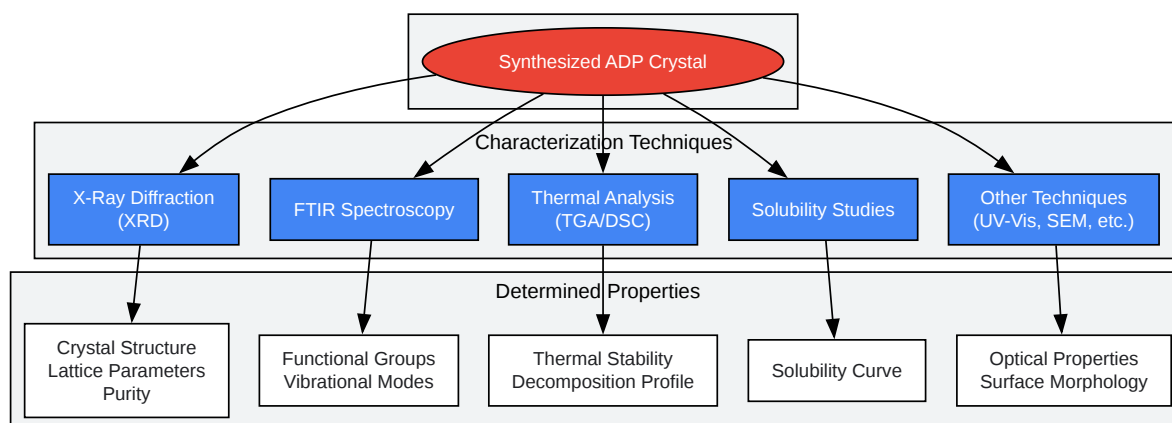 Synthesized ADP Crystal
Characterization Techniques
X-Ray Diffraction
(XRD)
FTIR Spectroscopy
Thermal Analysis
(TGA/DSC)
Solubility Studies
Other Techniques
(UV-Vis, SEM, etc.)
Determined Properties
Crystal Structure
Lattice Parameters
Purity
Functional Groups
Vibrational Modes
Thermal Stability
Decomposition Profile
Solubility Curve
Optical Properties
Surface Morphology